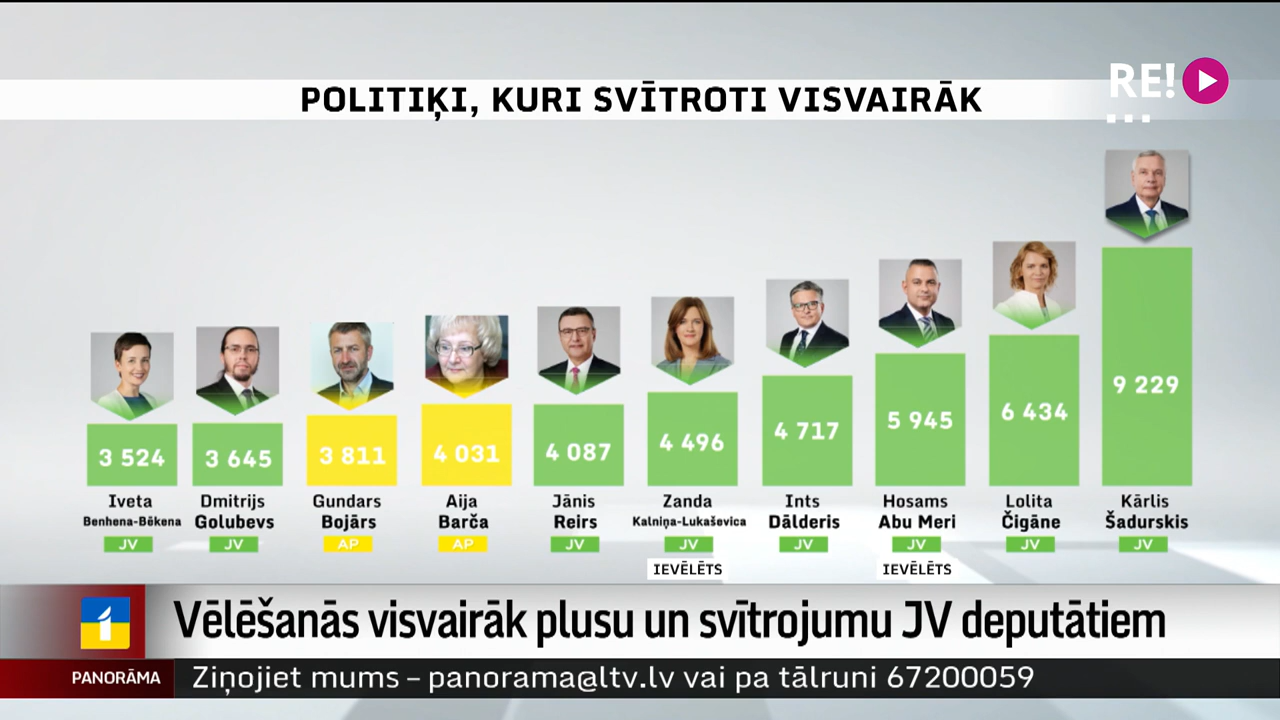 RE!
POLITIĶI, KURI SVĪTROTI VISVAIRĀK
3 524
3 645
3 811
4 031
4 087
4 496
4 717
5 945
6 434
9 229
Iveta
Benhena-Bēkena
JV
Dmitrijs
Golubevs
JV
Gundars
Bojārs
AP
Aija
Barča
AP
Jānis
Reirs
JV
Zanda
Kalniņa-Lukaševica
JV
IEVĒLĒTS
Ints
Dālderis
JV
Hosams
Abu Meri
JV
IEVĒLĒTS
Lolita
Čigāne
JV
Kārlis
Šadurskis
JV
1
Vēlēšanās visvairāk plusu un svītrojumu JV deputātiem
PANORĀMA
Ziņojiet mums – panorama@ltv.lv vai pa tālruni 67200059